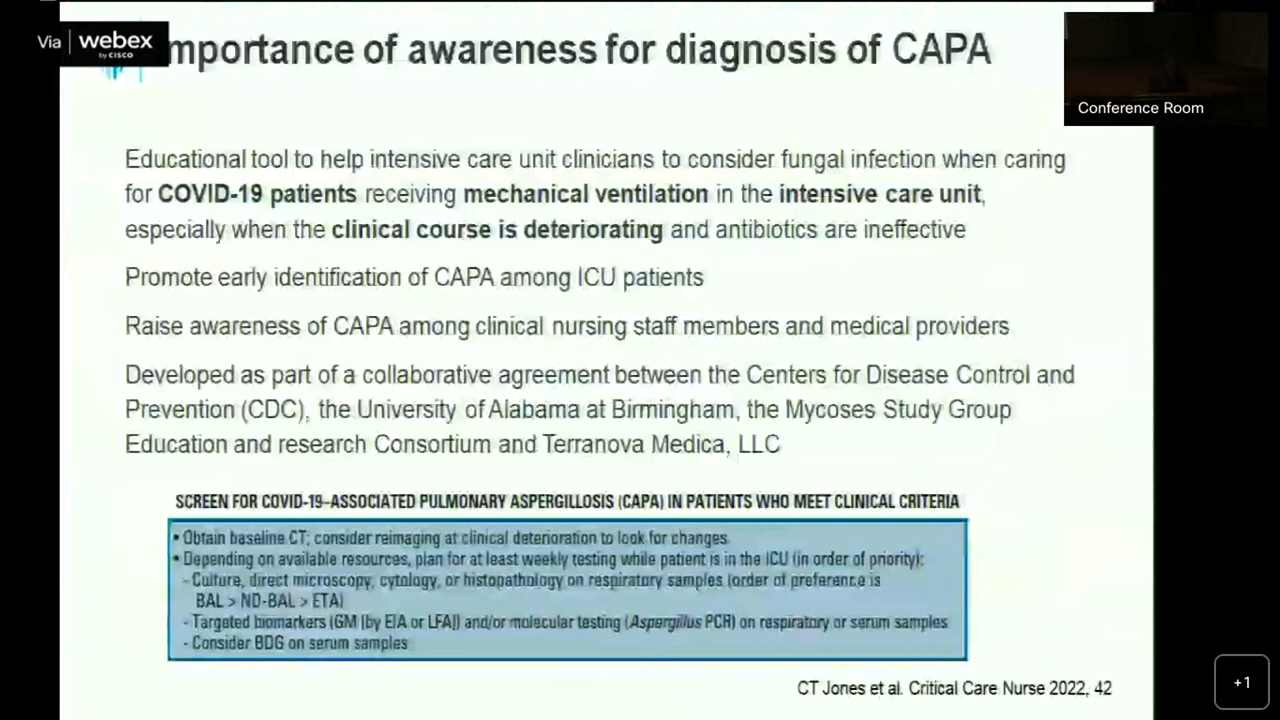 Via webex
by CISCO
mportance of awareness for diagnosis of CAPA
Conference Room
Educational tool to help intensive care unit clinicians to consider fungal infection when caring
for COVID-19 patients receiving mechanical ventilation in the intensive care unit,
especially when the clinical course is deteriorating and antibiotics are ineffective
Promote early identification of CAPA among ICU patients
Raise awareness of CAPA among clinical nursing staff members and medical providers
Developed as part of a collaborative agreement between the Centers for Disease Control and
Prevention (CDC), the University of Alabama at Birmingham, the Mycoses Study Group
Education and research Consortium and Terranova Medica, LLC
SCREEN FOR COVID-19–ASSOCIATED PULMONARY ASPERGILLOSIS (CAPA) IN PATIENTS WHO MEET CLINICAL CRITERIA
• Obtain baseline CT; consider reimaging at clinical deterioration to look for changes.
• Depending on available resources, plan for at least weekly testing while patient is in the ICU (in order of priority):
- Culture, direct microscopy, cytology, or histopathology on respiratory samples (order of preference is
BAL > ND-BAL > ETA)
- Targeted biomarkers (GM [by EIA or LFA]) and/or molecular testing (Aspergillus PCR) on respiratory or serum samples
- Consider BDG on serum samples
CT Jones et al. Critical Care Nurse 2022, 42
+1